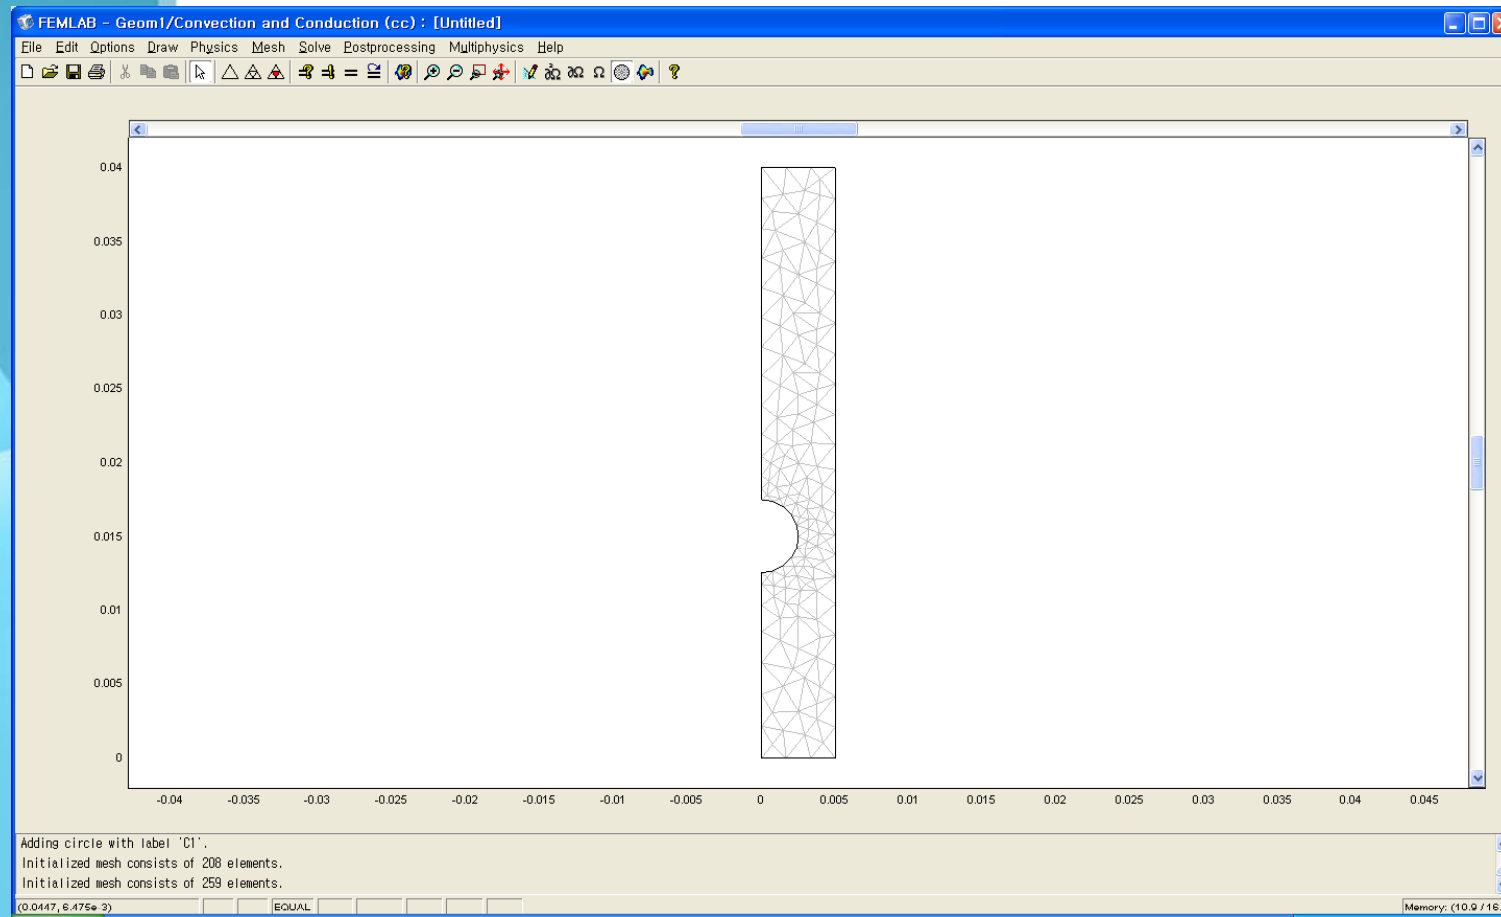 FEMLAB - Geom1/Convection and Conduction (cc) : [Untitled]
File Edit Options Draw Physics Mesh Solve Postprocessing Multiphysics Help
0.04
0.035
0.03
0.025
0.02
0.015
0.01
0.005
0
-0.04 -0.035 -0.03 -0.025 -0.02 -0.015 -0.01 -0.005 0 0.005 0.01 0.015 0.02 0.025 0.03 0.035 0.04 0.045
Adding circle with label 'C1'.
Initialized mesh consists of 208 elements.
Initialized mesh consists of 259 elements.
(0.0447, 6.475e-3) EQUAL Memory: (10.9 / 16.